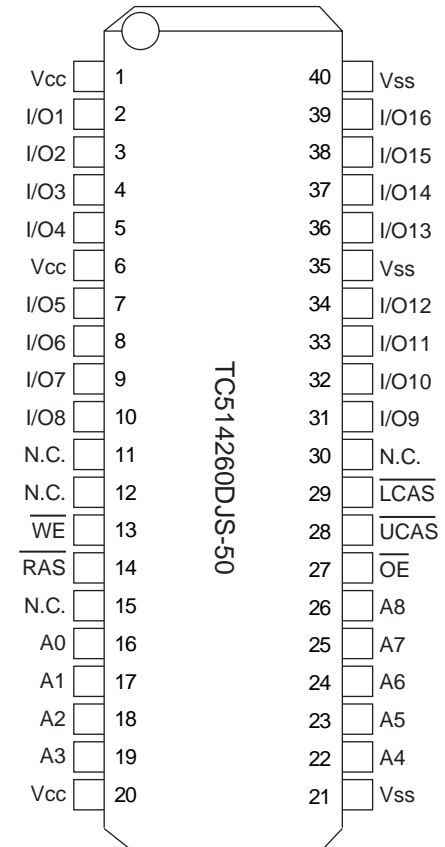 Vcc 1 40 Vss
I/O1 2 39 I/O16
I/O2 3 38 I/O15
I/O3 4 37 I/O14
I/O4 5 36 I/O13
Vcc 6 35 Vss
I/O5 7 34 I/O12
I/O6 8 33 I/O11
I/O7 9 32 I/O10
I/O8 10 31 I/O9
N.C. 11 30 N.C.
N.C. 12 29 LCAS
WE 13 28 UCAS
RAS 14 27 OE
N.C. 15 26 A8
A0 16 25 A7
A1 17 24 A6
A2 18 23 A5
A3 19 22 A4
Vcc 20 21 Vss
TC514260DJS-50